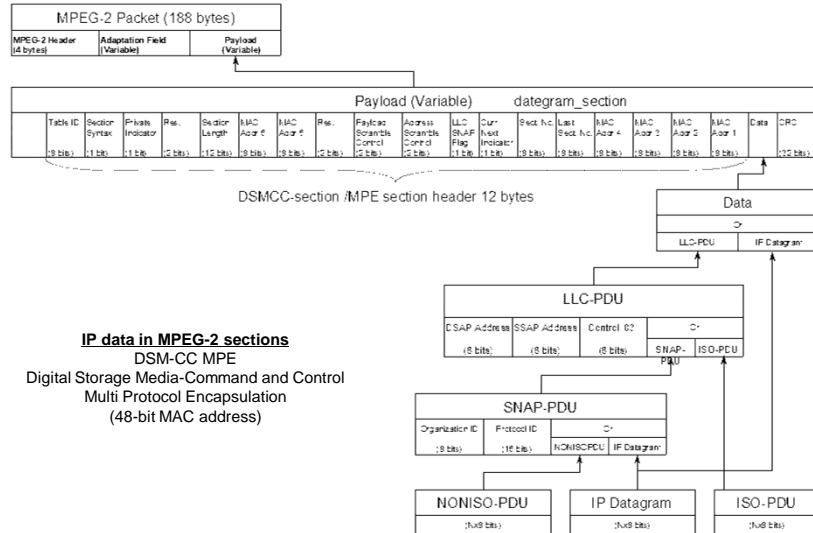 MPEG-2 Packet (188 bytes)
MPEG-2 Header
(4 bytes)
Adaptation Field
(Variable)
Payload
(Variable)
Payload (Variable) dategram_section
Table ID
(8 bits)
Section
Syntax
(1 bit)
Private
Indicator
(1 bit)
Res.
(2 bits)
Section
Length
(12 bits)
MAC
(8 bits)
MAC
(8 bits)
Res.
(2 bits)
Payload
Scramble
Control
(2 bits)
Address
Scramble
Control
(2 bits)
LLC
SNAP
Flag
(1 bit)
Curr
Next
Indicator
(1 bit)
Sect No.
(8 bits)
Last
Sect No.
(8 bits)
MAC
Addr 4
(8 bits)
MAC
Addr 3
(8 bits)
MAC
Addr 2
(8 bits)
MAC
Addr 1
(8 bits)
Data
CRC
(32 bits)
DSMCC-section /MPE section header 12 bytes
Data
Or
LLC-PDU
IP Datagram
LLC-PDU
DSAP Address
(8 bits)
SSAP Address
(8 bits)
Control
(8 bits)
Or
SNAP-
PDU
ISO-PDU
IP data in MPEG-2 sections
DSM-CC MPE
Digital Storage Media-Command and Control
Multi Protocol Encapsulation
(48-bit MAC address)
SNAP-PDU
Organization ID
(8 bits)
Protocol ID
(16 bits)
Or
NONISOPDU
IP Datagram
NONISO-PDU
(Nx8 bits)
IP Datagram
(Nx8 bits)
ISO-PDU
(Nx8 bits)